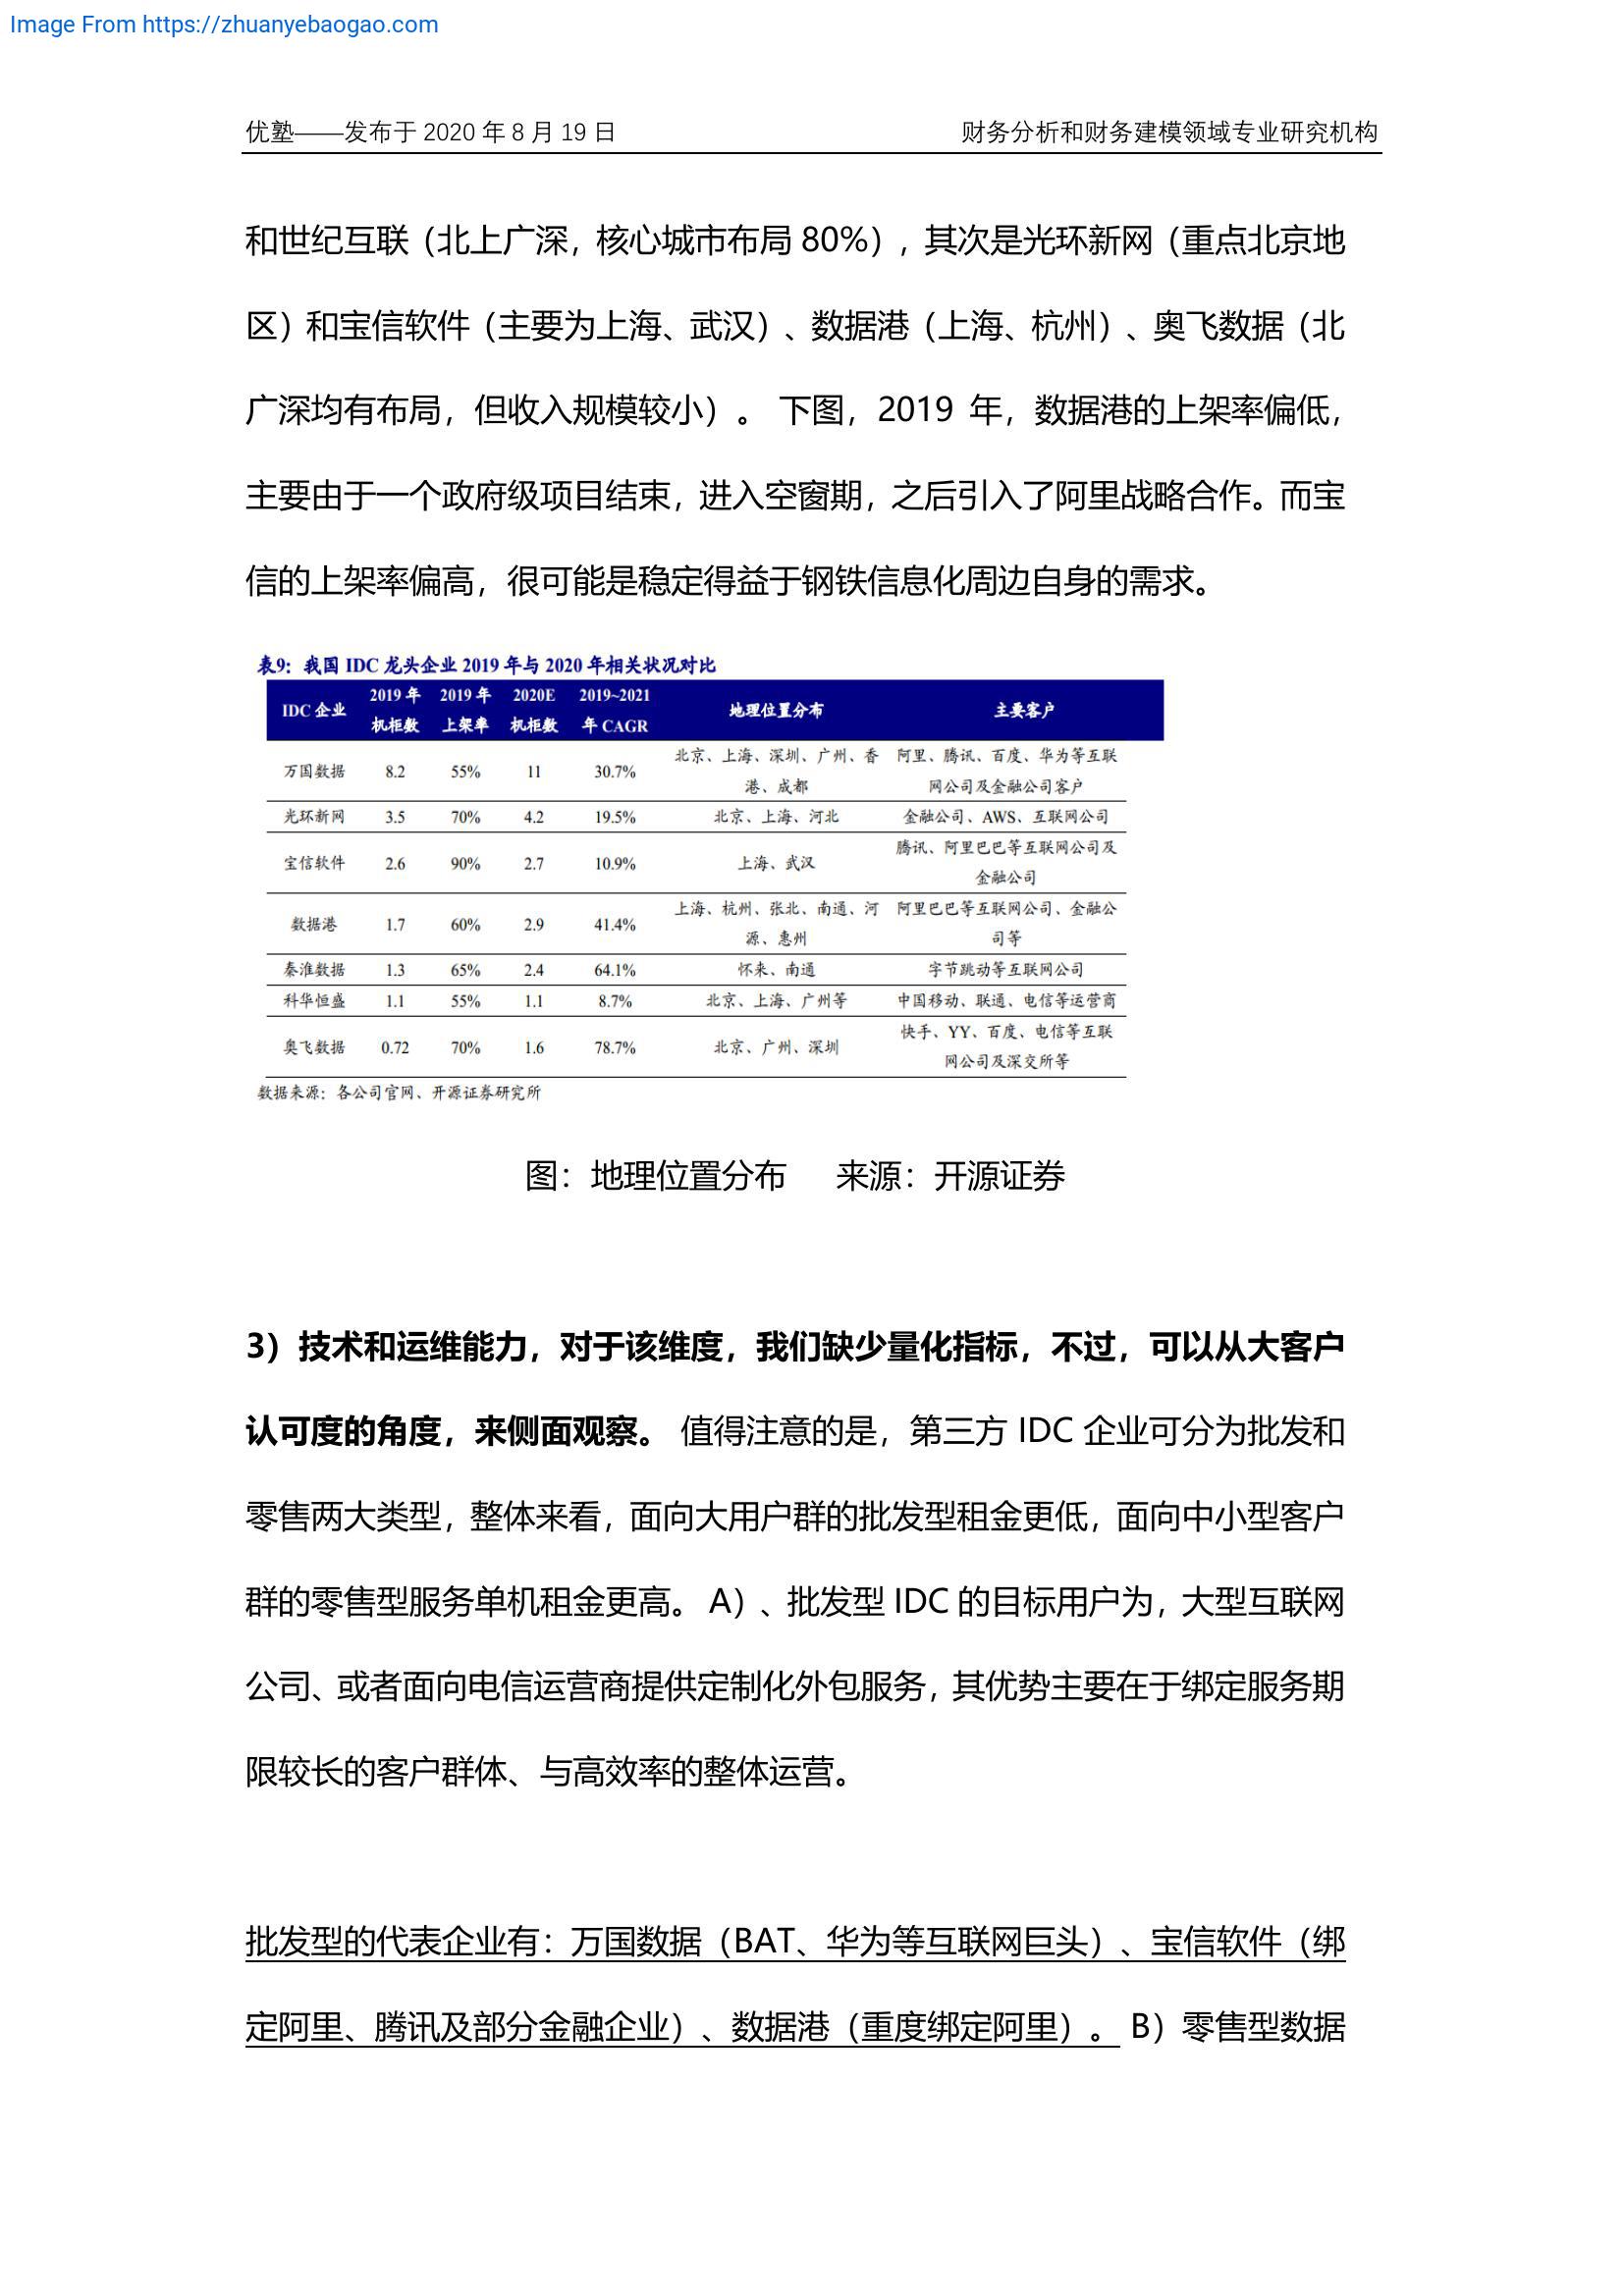 Image From https://zhuanyebaogao.com
优塾——发布于 2020 年 8 月 19 日 财务分析和财务建模领域专业研究机构
和世纪互联（北上广深，核心城市布局 80%），其次是光环新网（重点北京地
区）和宝信软件（主要为上海、武汉）、数据港（上海、杭州）、奥飞数据（北
广深均有布局，但收入规模较小）。 下图，2019 年，数据港的上架率偏低，
主要由于一个政府级项目结束，进入空窗期，之后引入了阿里战略合作。而宝
信的上架率偏高，很可能是稳定得益于钢铁信息化周边自身的需求。
表9：我国 IDC 龙头企业 2019 年与 2020 年相关状况对比
IDC 企业 2019 年机柜数 2019 年上架率 2020E机柜数 2019~2021年 CAGR 地理位置分布 主要客户
万国数据 8.2 55% 11 30.7% 北京、上海、深圳、广州、香港、成都 阿里、腾讯、百度、华为等互联网公司及金融公司客户
光环新网 3.5 70% 4.2 19.5% 北京、上海、河北 金融公司、AWS、互联网公司
宝信软件 2.6 90% 2.7 10.9% 上海、武汉 腾讯、阿里巴巴等互联网公司及金融公司
数据港 1.7 60% 2.9 41.4% 上海、杭州、张北、南通、河源、惠州 阿里巴巴等互联网公司、金融公司等
秦淮数据 1.3 65% 2.4 64.1% 怀来、南通 字节跳动等互联网公司
科华恒盛 1.1 55% 1.1 8.7% 北京、上海、广州等 中国移动、联通、电信等运营商
奥飞数据 0.72 70% 1.6 78.7% 北京、广州、深圳 快手、YY、百度、电信等互联网公司及深交所等
数据来源：各公司官网、开源证券研究所
图：地理位置分布 来源：开源证券
3）技术和运维能力，对于该维度，我们缺少量化指标，不过，可以从大客户
认可度的角度，来侧面观察。 值得注意的是，第三方 IDC 企业可分为批发和
零售两大类型，整体来看，面向大用户群的批发型租金更低，面向中小型客户
群的零售型服务单机租金更高。 A）、批发型 IDC 的目标用户为，大型互联网
公司、或者面向电信运营商提供定制化外包服务，其优势主要在于绑定服务期
限较长的客户群体、与高效率的整体运营。
批发型的代表企业有：万国数据（BAT、华为等互联网巨头）、宝信软件（绑
定阿里、腾讯及部分金融企业）、数据港（重度绑定阿里）。 B）零售型数据